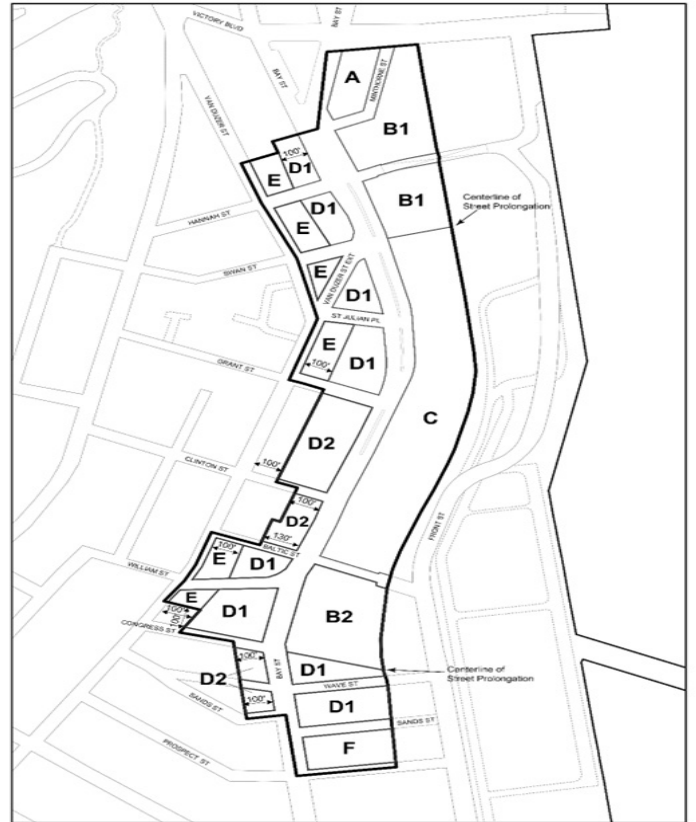 VICTORY BLVD
BAY ST
BAY ST
VAN DUZER ST
A
MINTHORNE ST
B1
100'
E
D1
B1
Centerline of
Street Prolongation
HANNAH ST
D1
E
SWAN ST
E
VAN DUZER ST EXT
D1
ST JULIAN PL
E
100'
D1
GRANT ST
C
D2
CLINTON ST
100'
100'
D2
130'
FRONT ST
BALTIC ST
100'
E
D1
WILLIAM ST
E
100'
100'
D1
B2
CONGRESS ST
100'
D2
BAY ST
D1
Centerline of
Street Prolongation
WAVE ST
100'
D1
SANDS ST
SANDS ST
F
PROSPECT ST